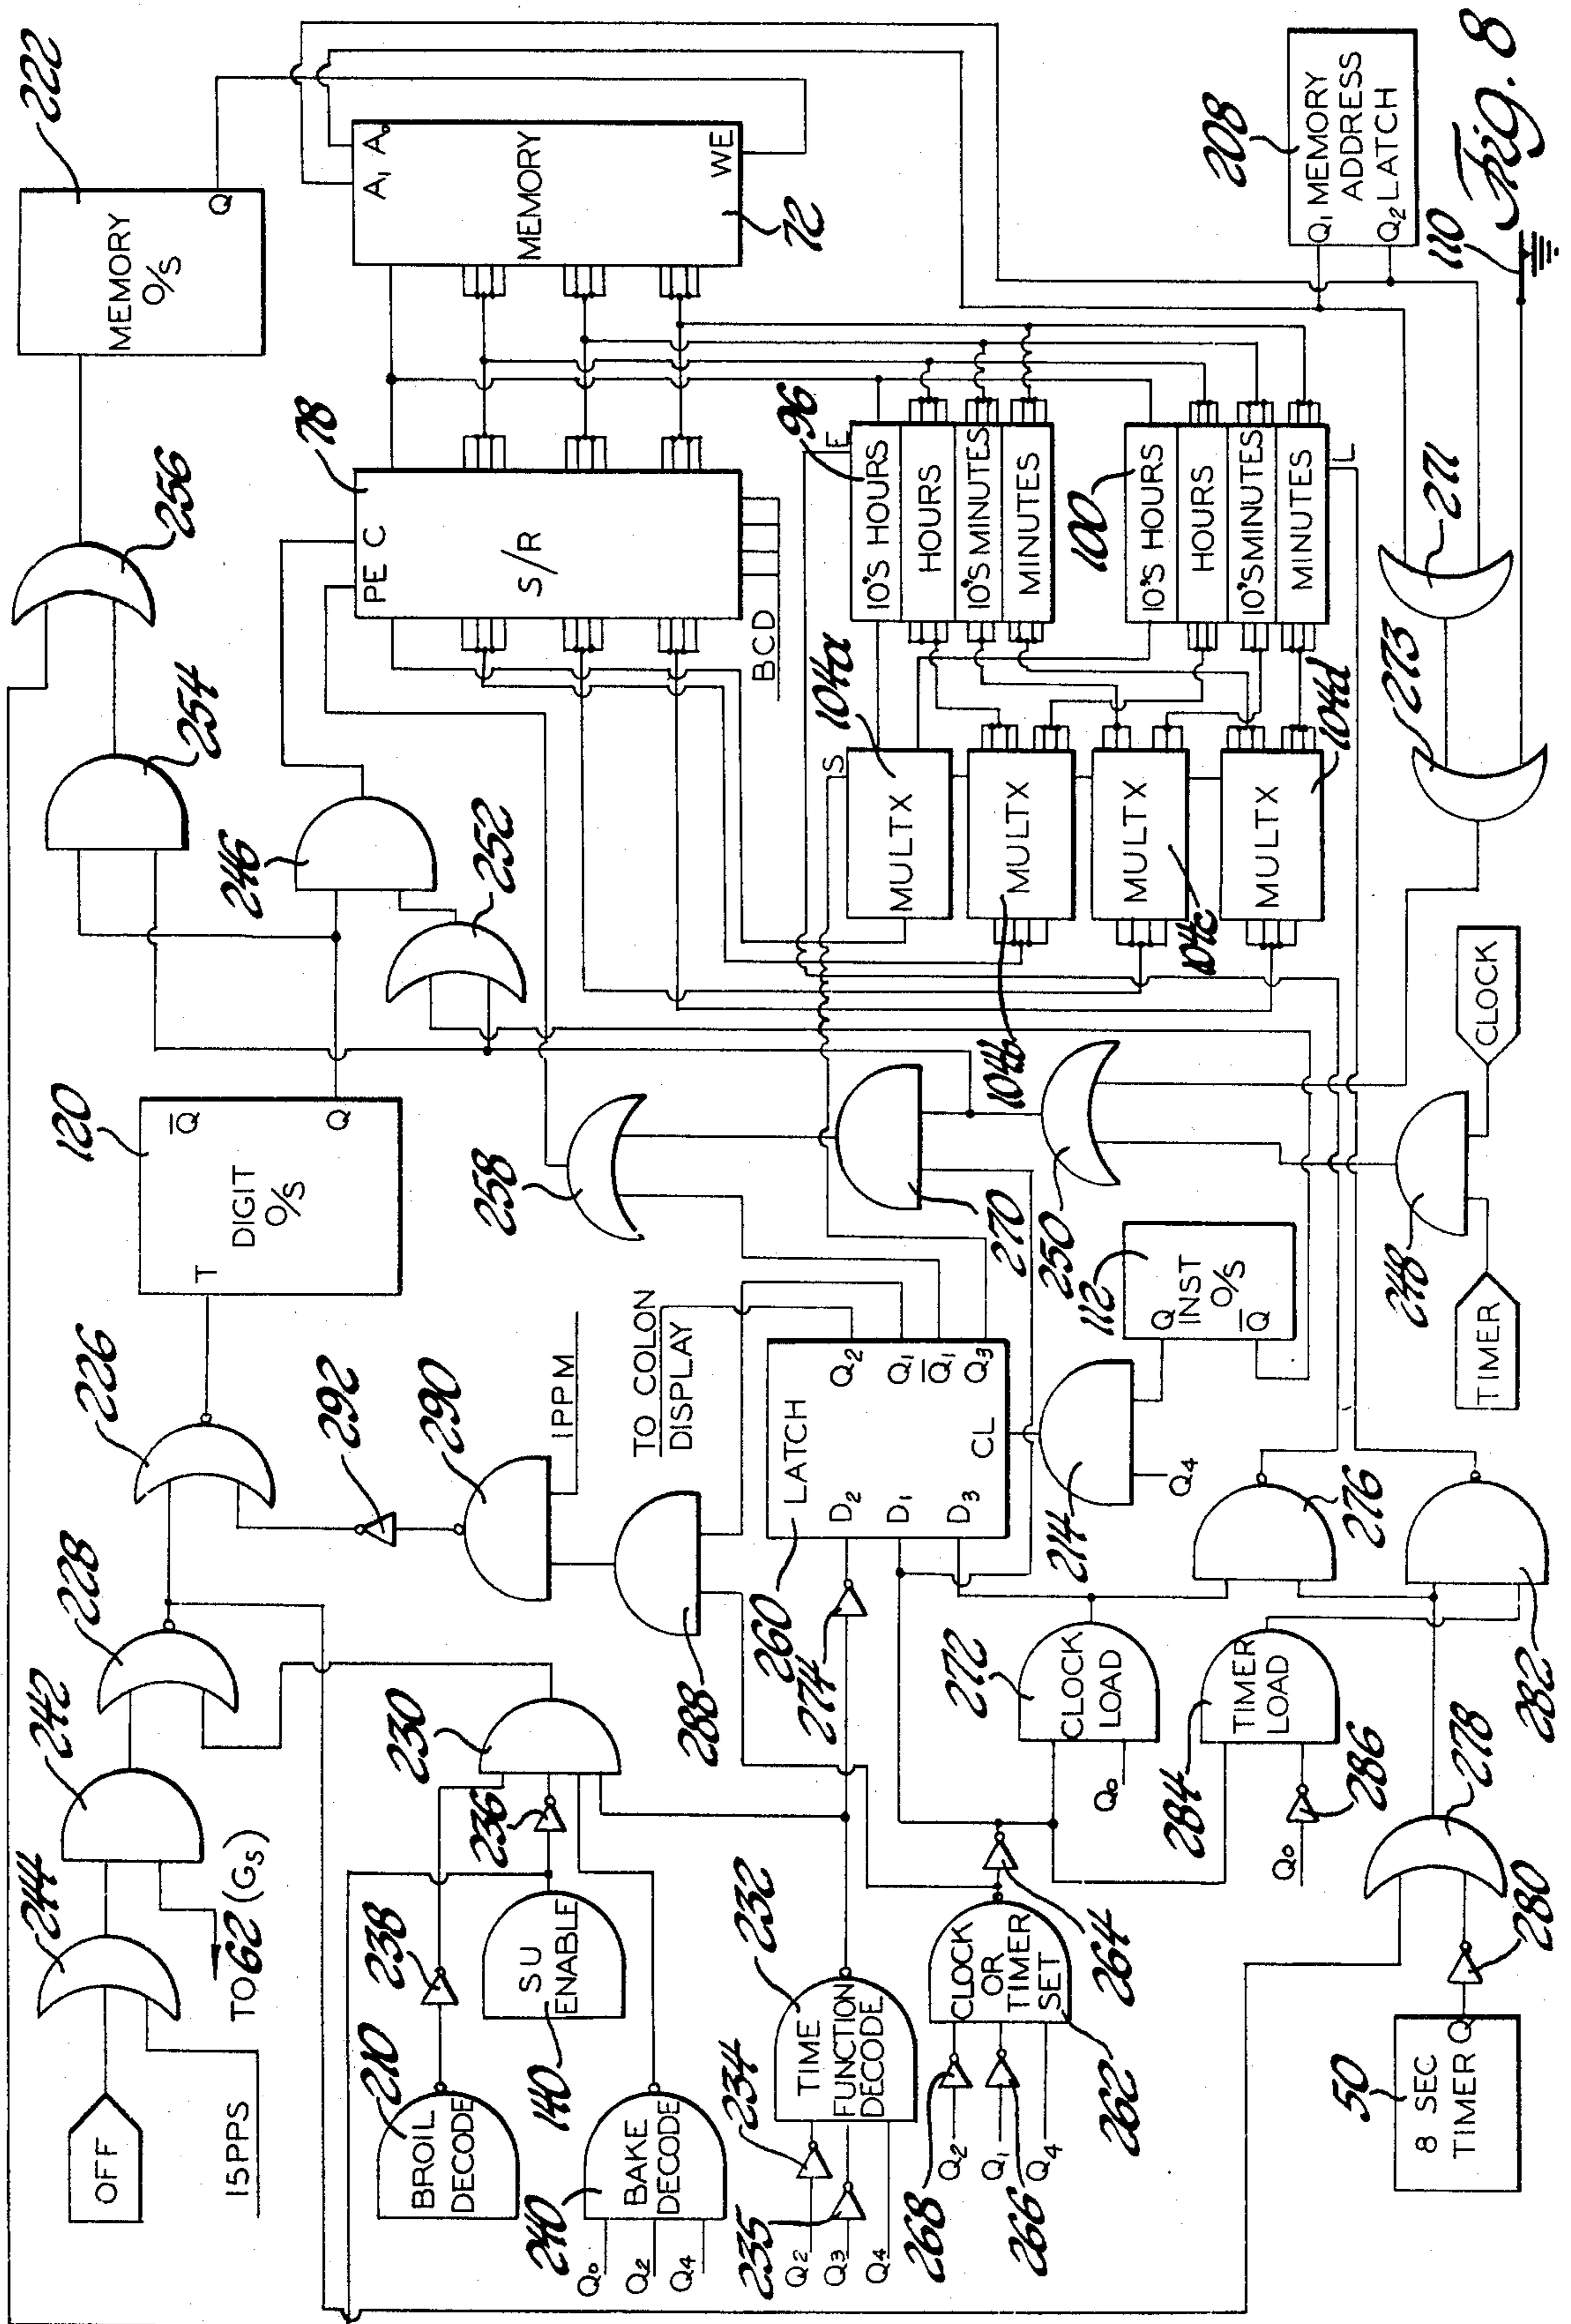 222
MEMORY
O/S
Q
A₁ A₀
MEMORY
WE
72
208
Q₁ MEMORY
ADDRESS
Q₂ LATCH
110
Fig. 8
256
254
246
252
78
PE C
S/R
BCD
96
E
10'S HOURS
HOURS
10'S MINUTES
MINUTES
100
10'S HOURS
HOURS
10'S MINUTES
MINUTES
L
271
273
104a
S
MULTX
MULTX
MULTX
MULTX
104b
104c
104d
120
Q̅
DIGIT
O/S
T
Q
258
270
250
112
Q
INST
O/S
Q̅
248
CLOCK
TIMER
226
292
290
1PPM
TO COLON
DISPLAY
LATCH
Q₂
Q₁
Q̅₁
Q₃
D₂
D₁
D₃
CL
260
214
Q₄
276
282
228
242
244
TO 62 (Gs)
OFF
15PPS
230
236
238
288
274
272
CLOCK
LOAD
Q₀
284
TIMER
LOAD
286
Q₀
278
280
210
BROIL
DECODE
140
SU
ENABLE
240
BAKE
DECODE
Q₀
Q₂
Q₄
232
TIME
FUNCTION
DECODE
234
235
Q₂
Q₃
Q₄
CLOCK
OR
TIMER
SET
262
264
268
266
Q₂
Q₁
Q₄
50
8 SEC
TIMER
Q